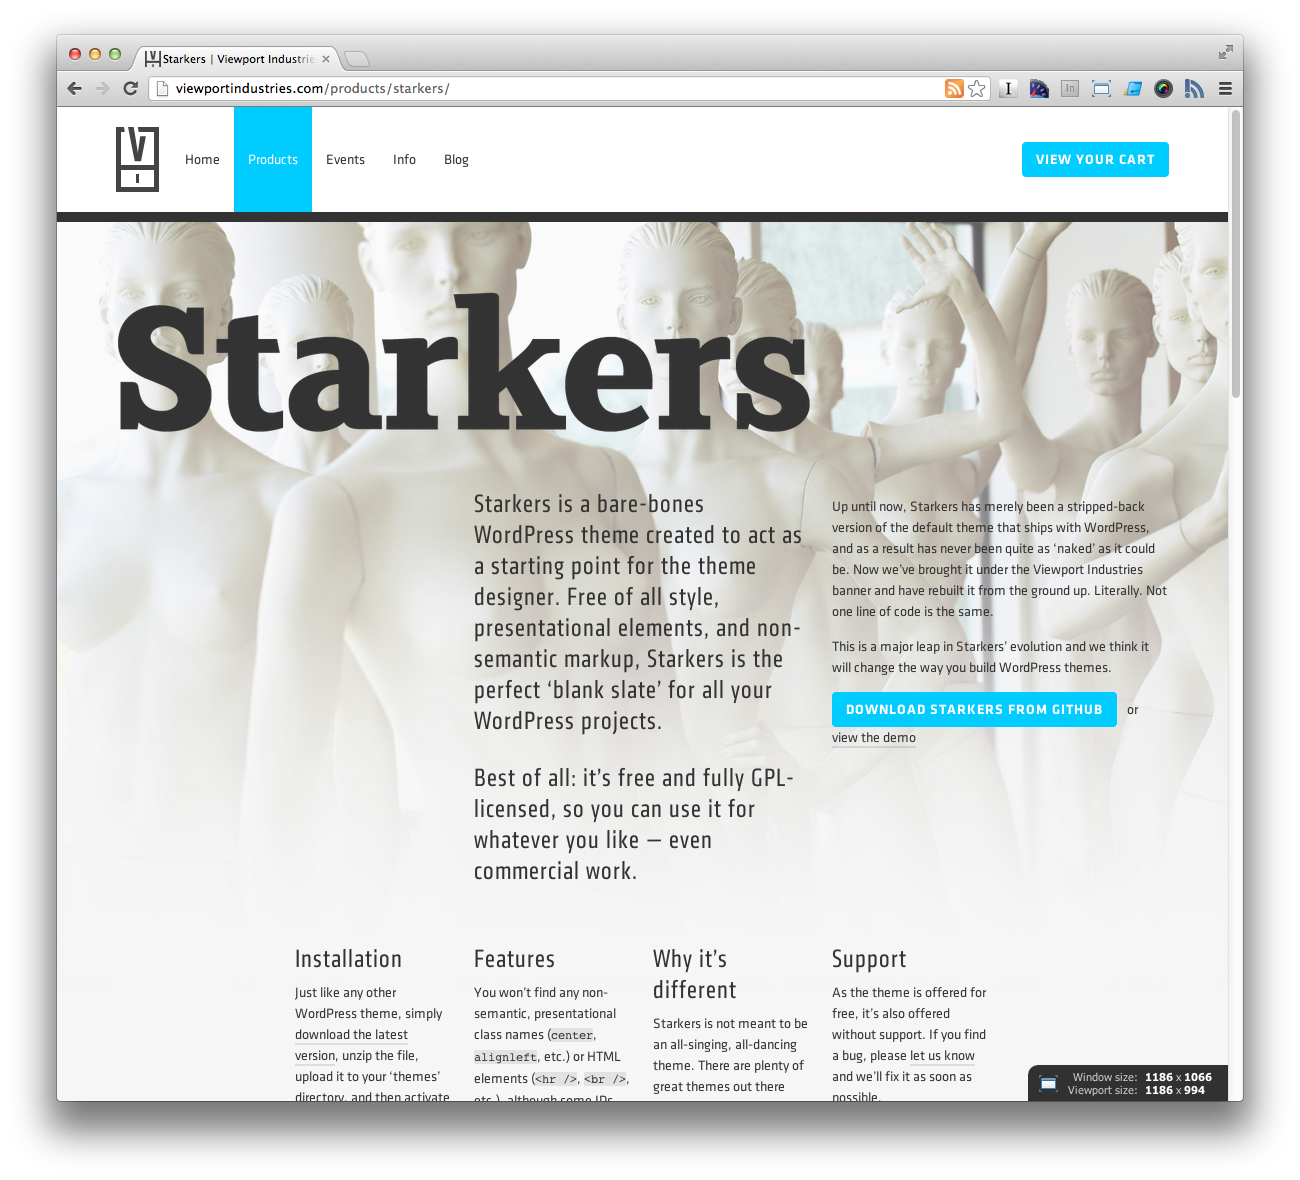 Starkers | Viewport Industrie
viewportindustries.com/products/starkers/
Home Products Events Info Blog
VIEW YOUR CART
Starkers
Starkers is a bare-bones
WordPress theme created to act as
a starting point for the theme
designer. Free of all style,
presentational elements, and non-
semantic markup, Starkers is the
perfect ‘blank slate’ for all your
WordPress projects.
Best of all: it’s free and fully GPL-
licensed, so you can use it for
whatever you like — even
commercial work.
Up until now, Starkers has merely been a stripped-back
version of the default theme that ships with WordPress,
and as a result has never been quite as ‘naked’ as it could
be. Now we’ve brought it under the Viewport Industries
banner and have rebuilt it from the ground up. Literally. Not
one line of code is the same.
This is a major leap in Starkers’ evolution and we think it
will change the way you build WordPress themes.
DOWNLOAD STARKERS FROM GITHUB or
view the demo
Installation
Just like any other
WordPress theme, simply
download the latest
version, unzip the file,
upload it to your ‘themes’
directory, and then activate
Features
You won’t find any non-
semantic, presentational
class names (center,
alignleft, etc.) or HTML
elements (<hr />, <br />,
etc.), although some IDs
Why it’s
different
Starkers is not meant to be
an all-singing, all-dancing
theme. There are plenty of
great themes out there
Support
As the theme is offered for
free, it’s also offered
without support. If you find
a bug, please let us know
and we’ll fix it as soon as
possible.
Window size: 1186 x 1066
Viewport size: 1186 x 994